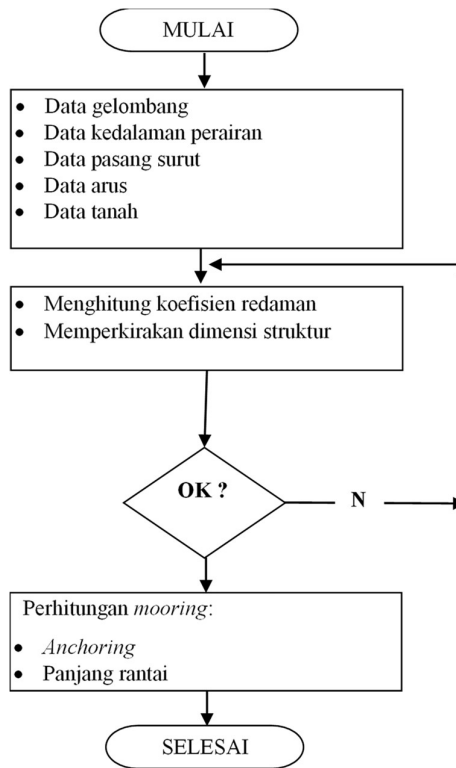 MULAI
• Data gelombang
• Data kedalaman perairan
• Data pasang surut
• Data arus
• Data tanah
• Menghitung koefisien redaman
• Memperkirakan dimensi struktur
OK ?
N
Perhitungan mooring:
• Anchoring
• Panjang rantai
SELESAI